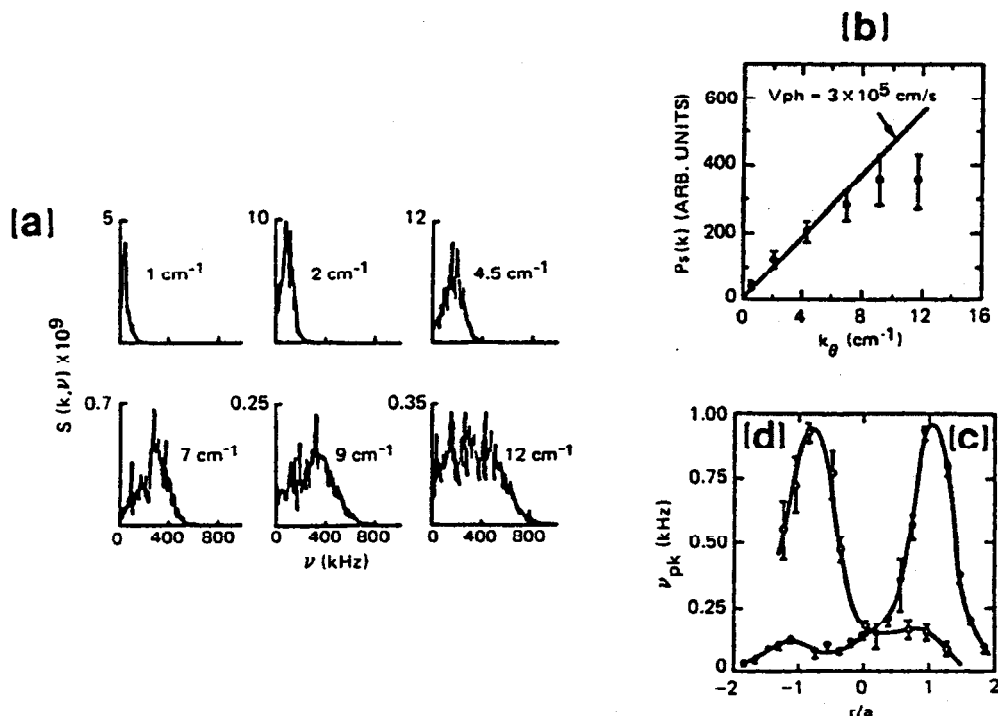 [a]
S (k,ν) ×10⁹
5
1 cm⁻¹
10
2 cm⁻¹
12
4.5 cm⁻¹
0.7
7 cm⁻¹
0.25
9 cm⁻¹
0.35
12 cm⁻¹
0 400 800
0 400 800
0 400 800
ν (kHz)
[b]
Vph - 3 × 10⁵ cm/s
Ps(k) (ARB. UNITS)
600
400
200
0
0 4 8 12 16
kθ (cm⁻¹)
[d]
[c]
νpk (kHz)
1.00
0.75
0.50
0.25
0
-2 -1 0 1 2
r/a